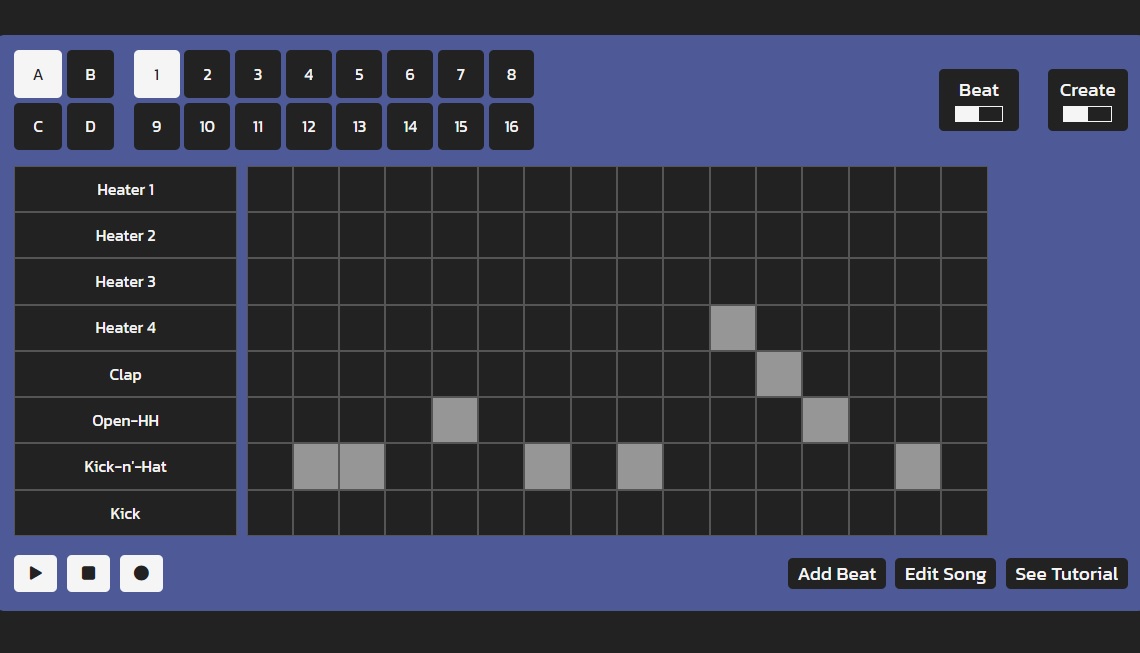 A B 1 2 3 4 5 6 7 8
C D 9 10 11 12 13 14 15 16
Beat Create
Heater 1
Heater 2
Heater 3
Heater 4
Clap
Open-HH
Kick-n'-Hat
Kick
Add Beat Edit Song See Tutorial